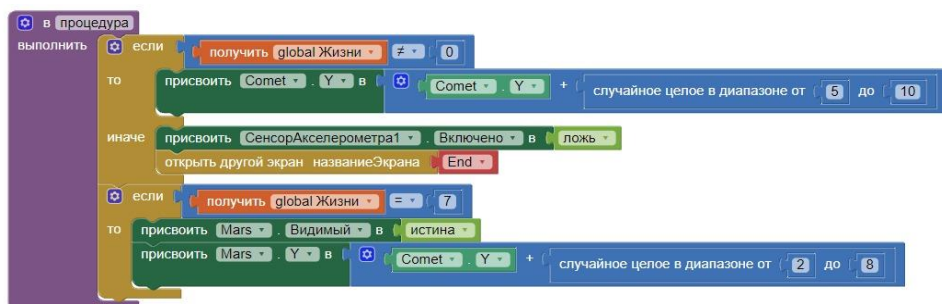 в процедура
выполнить если получить global Жизни ≠ 0
то присвоить Comet . Y в Comet . Y + случайное целое в диапазоне от 5 до 10
иначе присвоить СенсорАкселерометра1 . Включено в ложь
открыть другой экран названиеЭкрана End
если получить global Жизни = 7
то присвоить Mars . Видимый в истина
присвоить Mars . Y в Comet . Y + случайное целое в диапазоне от 2 до 8